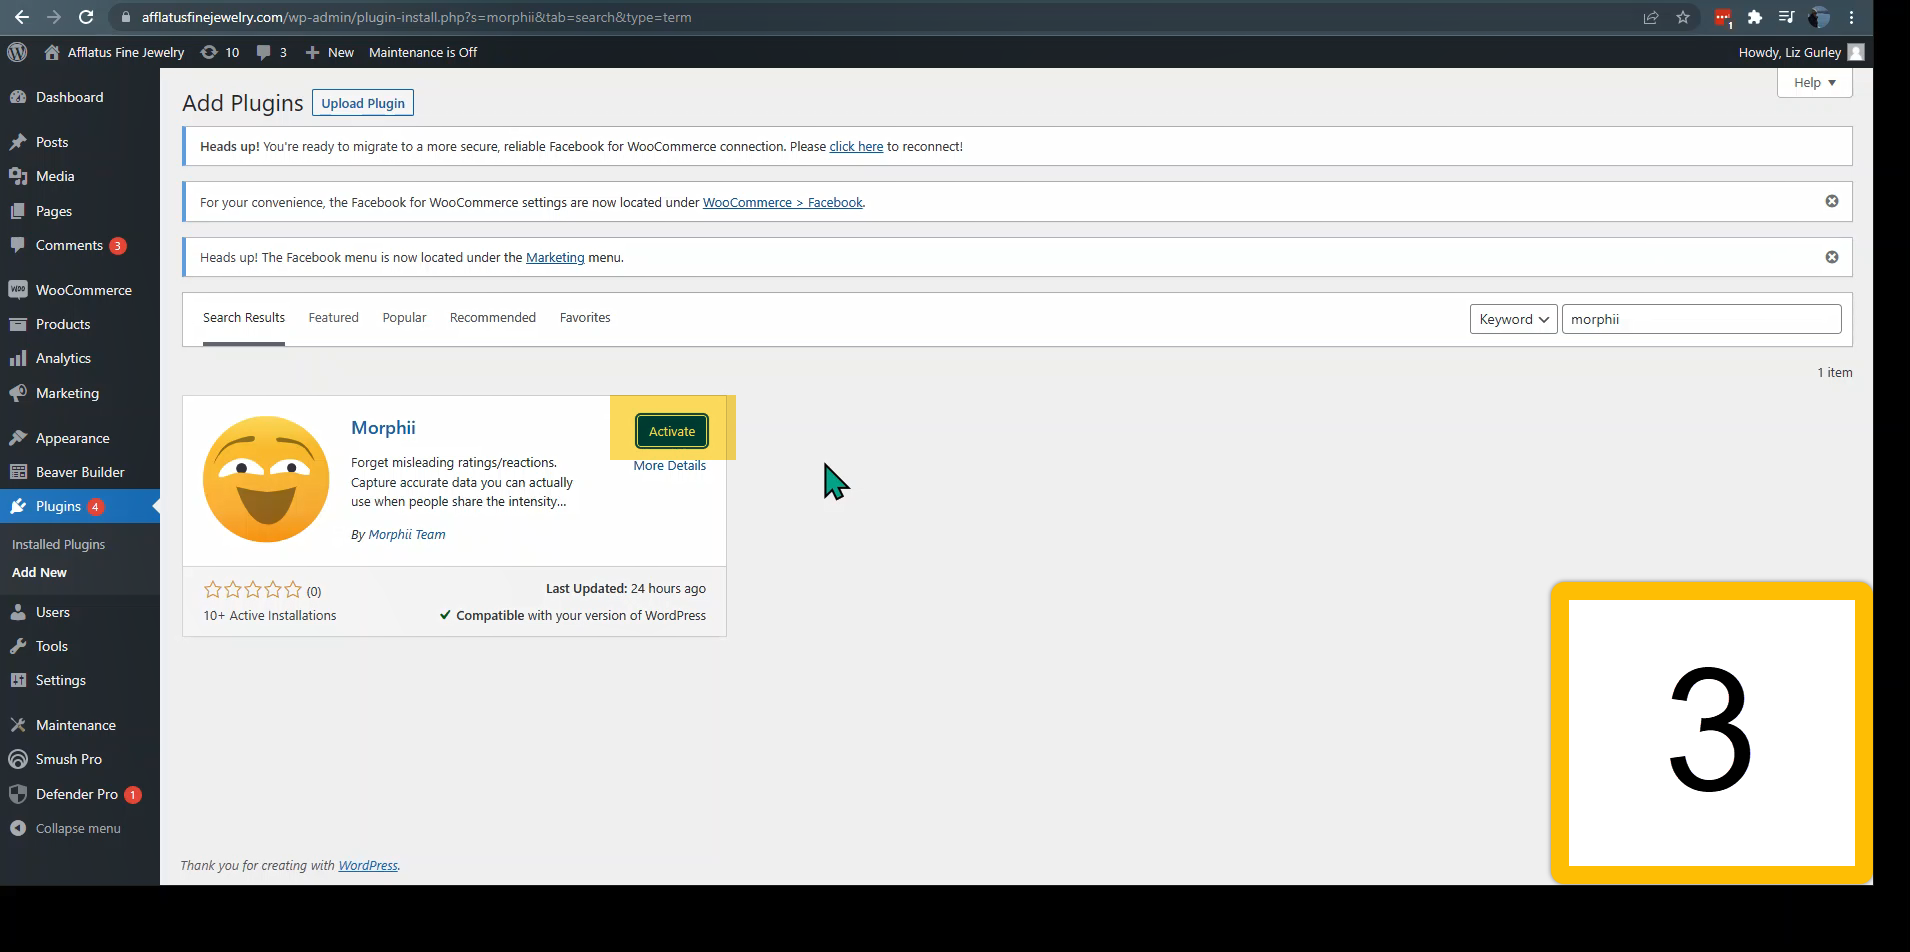 afflatusfinejewelry.com/wp-admin/plugin-install.php?s=morphii&tab=search&type=term
1
Afflatus Fine Jewelry 10 3 New Maintenance is Off Howdy, Liz Gurley
Help
Dashboard
Posts
Media
Pages
Comments 3
WooCommerce
Products
Analytics
Marketing
Appearance
Beaver Builder
Plugins 4
Installed Plugins
Add New
Users
Tools
Settings
Maintenance
Smush Pro
Defender Pro 1
Collapse menu
Add Plugins Upload Plugin
Heads up! You're ready to migrate to a more secure, reliable Facebook for WooCommerce connection. Please click here to reconnect!
For your convenience, the Facebook for WooCommerce settings are now located under WooCommerce > Facebook.
Heads up! The Facebook menu is now located under the Marketing menu.
Search Results Featured Popular Recommended Favorites Keyword morphii
1 item
Morphii
Activate
More Details
Forget misleading ratings/reactions.
Capture accurate data you can actually
use when people share the intensity...
By Morphii Team
(0) Last Updated: 24 hours ago
10+ Active Installations Compatible with your version of WordPress
Thank you for creating with WordPress.
3